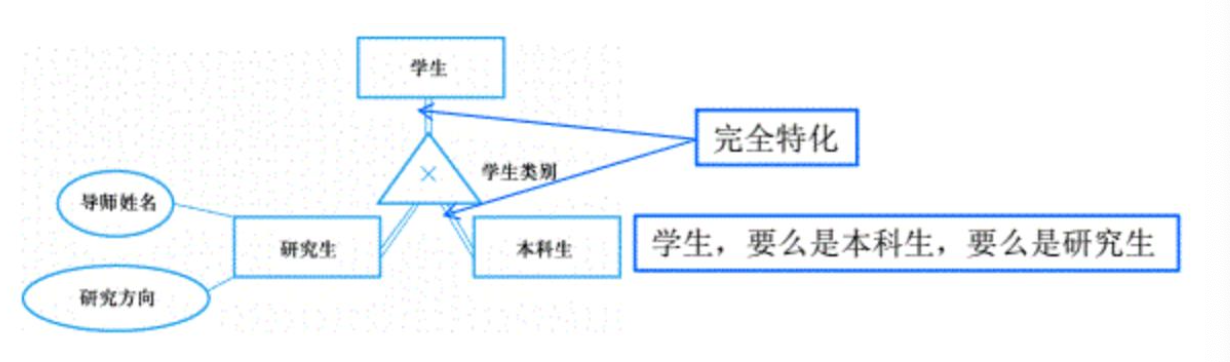 学生
完全特化
×
学生类别
导师姓名
研究生
本科生
学生，要么是本科生，要么是研究生
研究方向